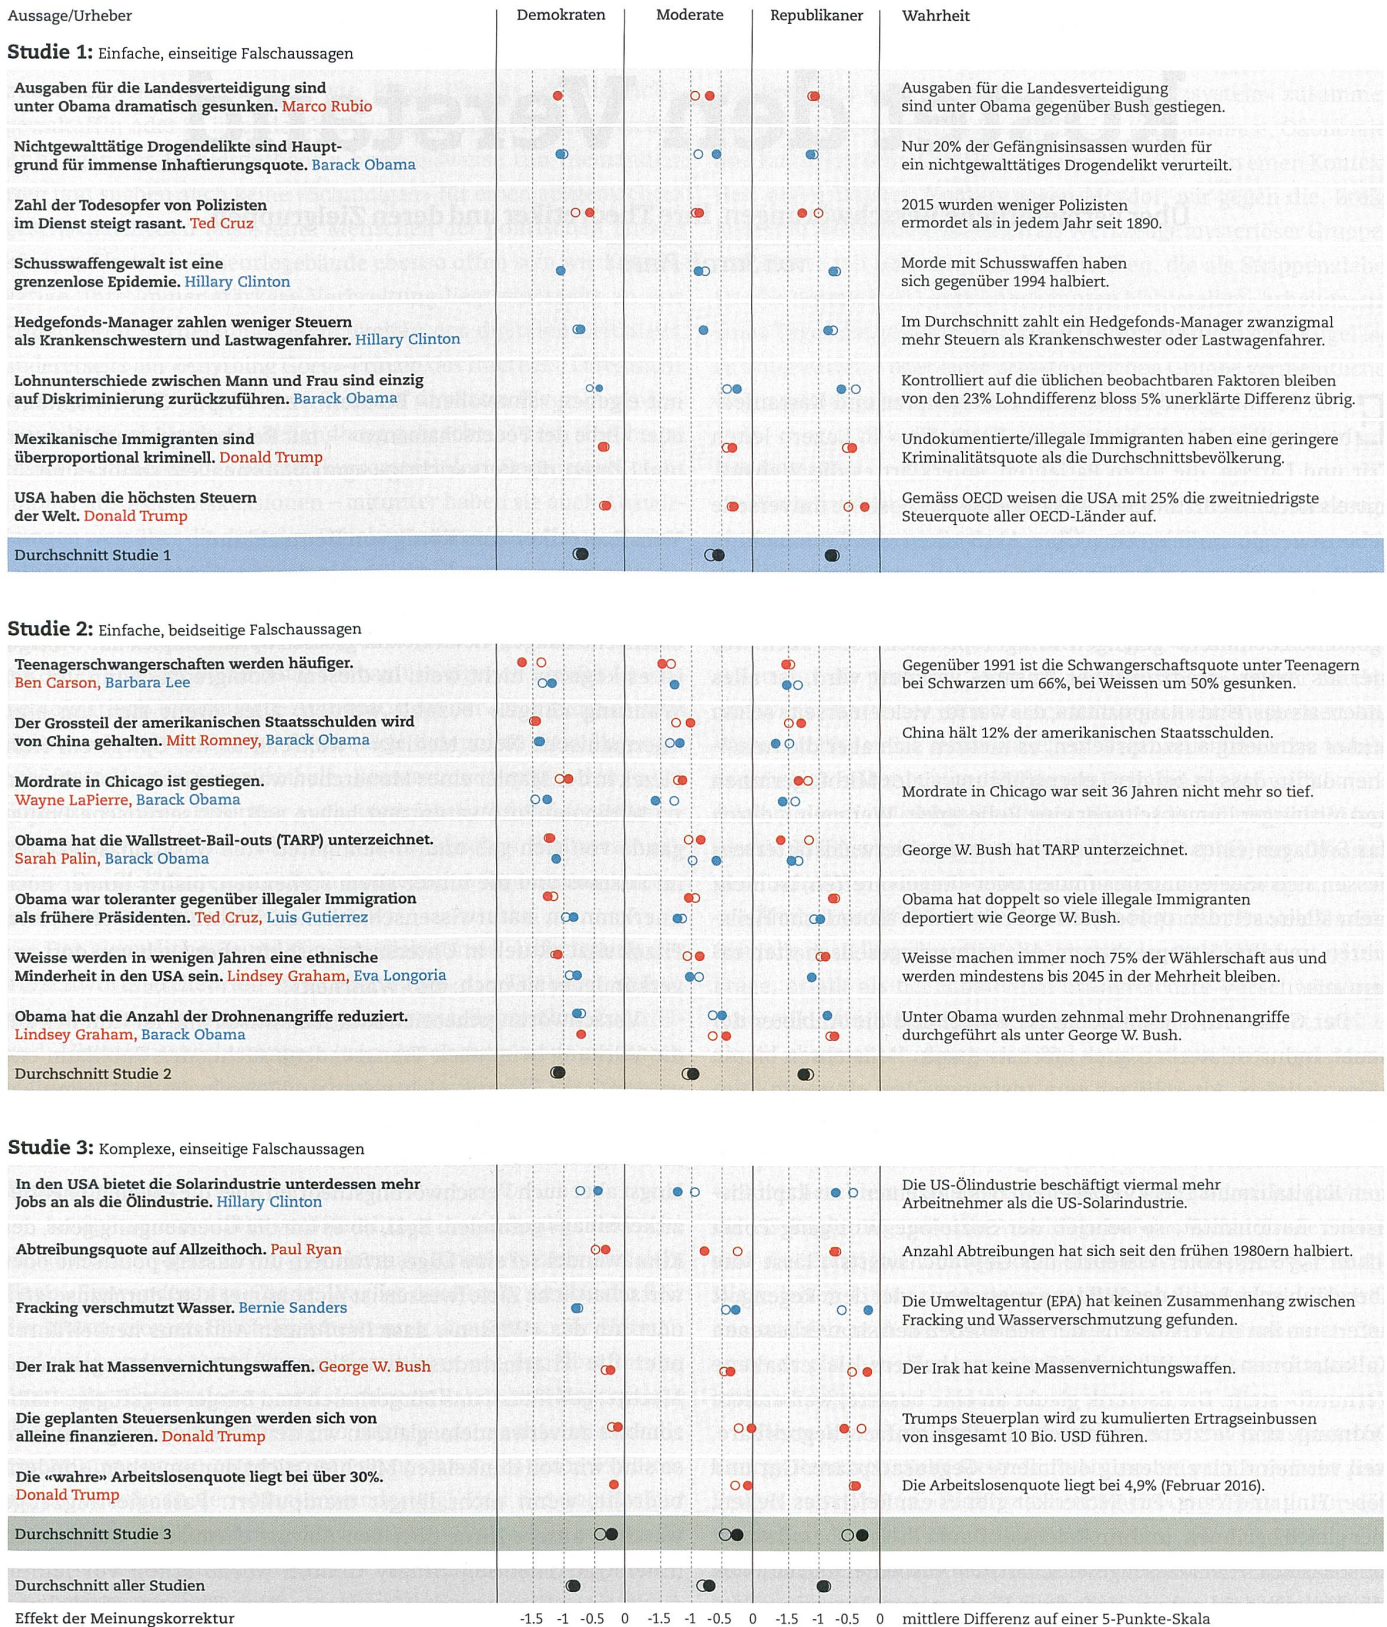 Aussage/Urheber Demokraten Moderate Republikaner Wahrheit
Studie 1: Einfache, einseitige Falschaussagen
Ausgaben für die Landesverteidigung sind
unter Obama dramatisch gesunken. Marco Rubio
Ausgaben für die Landesverteidigung
sind unter Obama gegenüber Bush gestiegen.
Nichtgewalttätige Drogendelikte sind Haupt-
grund für immense Inhaftierungsquote. Barack Obama
Nur 20% der Gefängnisinsassen wurden für
ein nichtgewalttätiges Drogendelikt verurteilt.
Zahl der Todesopfer von Polizisten
im Dienst steigt rasant. Ted Cruz
2015 wurden weniger Polizisten
ermordet als in jedem Jahr seit 1890.
Schusswaffengewalt ist eine
grenzenlose Epidemie. Hillary Clinton
Morde mit Schusswaffen haben
sich gegenüber 1994 halbiert.
Hedgefonds-Manager zahlen weniger Steuern
als Krankenschwestern und Lastwagenfahrer. Hillary Clinton
Im Durchschnitt zahlt ein Hedgefonds-Manager zwanzigmal
mehr Steuern als Krankenschwester oder Lastwagenfahrer.
Lohnunterschiede zwischen Mann und Frau sind einzig
auf Diskriminierung zurückzuführen. Barack Obama
Kontrolliert auf die üblichen beobachtbaren Faktoren bleiben
von den 23% Lohndifferenz bloss 5% unerklärte Differenz übrig.
Mexikanische Immigranten sind
überproportional kriminell. Donald Trump
Undokumentierte/illegale Immigranten haben eine geringere
Kriminalitätsquote als die Durchschnittsbevölkerung.
USA haben die höchsten Steuern
der Welt. Donald Trump
Gemäss OECD weisen die USA mit 25% die zweitniedrigste
Steuerquote aller OECD-Länder auf.
Durchschnitt Studie 1
Studie 2: Einfache, beidseitige Falschaussagen
Teenagerschwangerschaften werden häufiger.
Ben Carson, Barbara Lee
Gegenüber 1991 ist die Schwangerschaftsquote unter Teenagern
bei Schwarzen um 66%, bei Weissen um 50% gesunken.
Der Grossteil der amerikanischen Staatsschulden wird
von China gehalten. Mitt Romney, Barack Obama
China hält 12% der amerikanischen Staatsschulden.
Mordrate in Chicago ist gestiegen.
Wayne LaPierre, Barack Obama
Mordrate in Chicago war seit 36 Jahren nicht mehr so tief.
Obama hat die Wallstreet-Bail-outs (TARP) unterzeichnet.
Sarah Palin, Barack Obama
George W. Bush hat TARP unterzeichnet.
Obama war toleranter gegenüber illegaler Immigration
als frühere Präsidenten. Ted Cruz, Luis Gutierrez
Obama hat doppelt so viele illegale Immigranten
deportiert wie George W. Bush.
Weisse werden in wenigen Jahren eine ethnische
Minderheit in den USA sein. Lindsey Graham, Eva Longoria
Weisse machen immer noch 75% der Wählerschaft aus und
werden mindestens bis 2045 in der Mehrheit bleiben.
Obama hat die Anzahl der Drohnenangriffe reduziert.
Lindsey Graham, Barack Obama
Unter Obama wurden zehnmal mehr Drohnenangriffe
durchgeführt als unter George W. Bush.
Durchschnitt Studie 2
Studie 3: Komplexe, einseitige Falschaussagen
In den USA bietet die Solarindustrie unterdessen mehr
Jobs an als die Ölindustrie. Hillary Clinton
Die US-Ölindustrie beschäftigt viermal mehr
Arbeitnehmer als die US-Solarindustrie.
Abtreibungsquote auf Allzeithoch. Paul Ryan
Anzahl Abtreibungen hat sich seit den frühen 1980ern halbiert.
Fracking verschmutzt Wasser. Bernie Sanders
Die Umweltagentur (EPA) hat keinen Zusammenhang zwischen
Fracking und Wasserverschmutzung gefunden.
Der Irak hat Massenvernichtungswaffen. George W. Bush
Der Irak hat keine Massenvernichtungswaffen.
Die geplanten Steuersenkungen werden sich von
alleine finanzieren. Donald Trump
Trumps Steuerplan wird zu kumulierten Ertragseinbussen
von insgesamt 10 Bio. USD führen.
Die «wahre» Arbeitslosenquote liegt bei über 30%.
Donald Trump
Die Arbeitslosenquote liegt bei 4,9% (Februar 2016).
Durchschnitt Studie 3
Durchschnitt aller Studien
Effekt der Meinungskorrektur -1.5 -1 -0.5 0 -1.5 -1 -0.5 0 -1.5 -1 -0.5 0 mittlere Differenz auf einer 5-Punkte-Skala